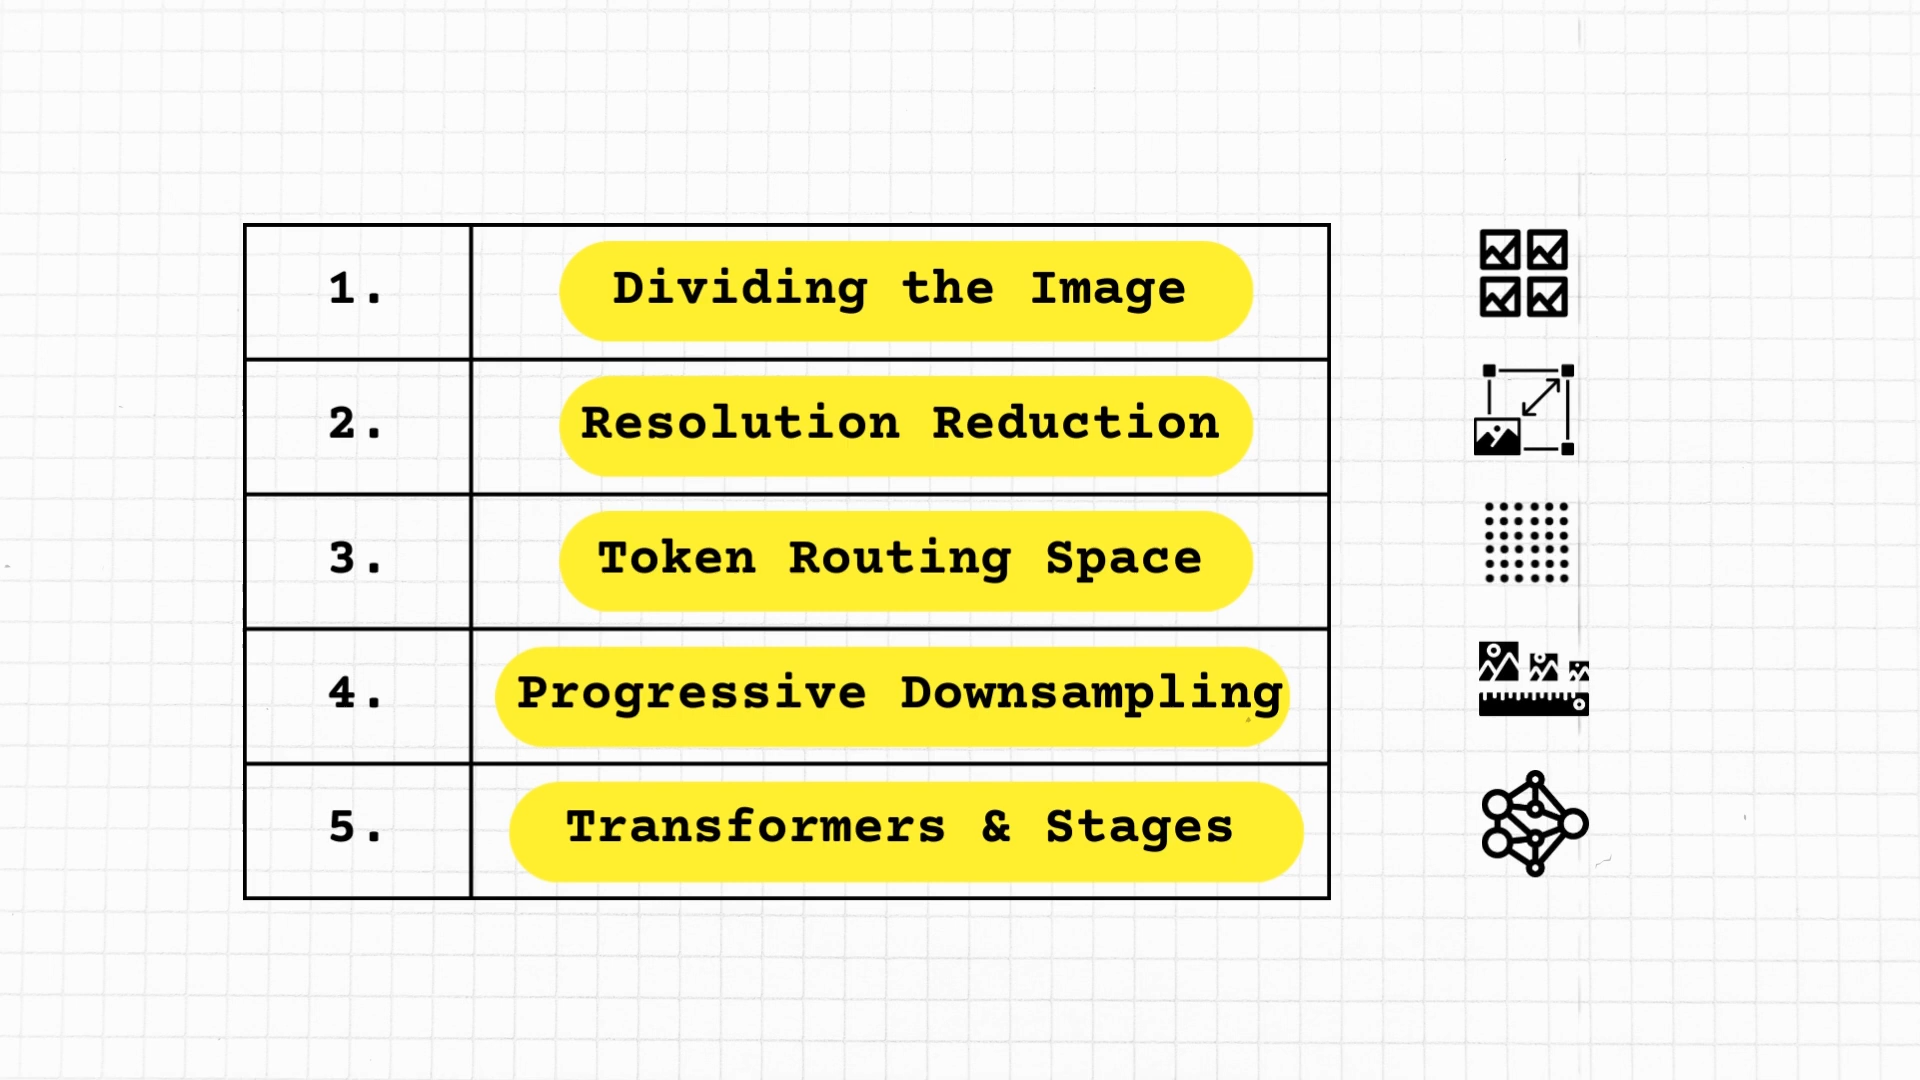 1. Dividing the Image
2. Resolution Reduction
3. Token Routing Space
4. Progressive Downsampling
5. Transformers & Stages